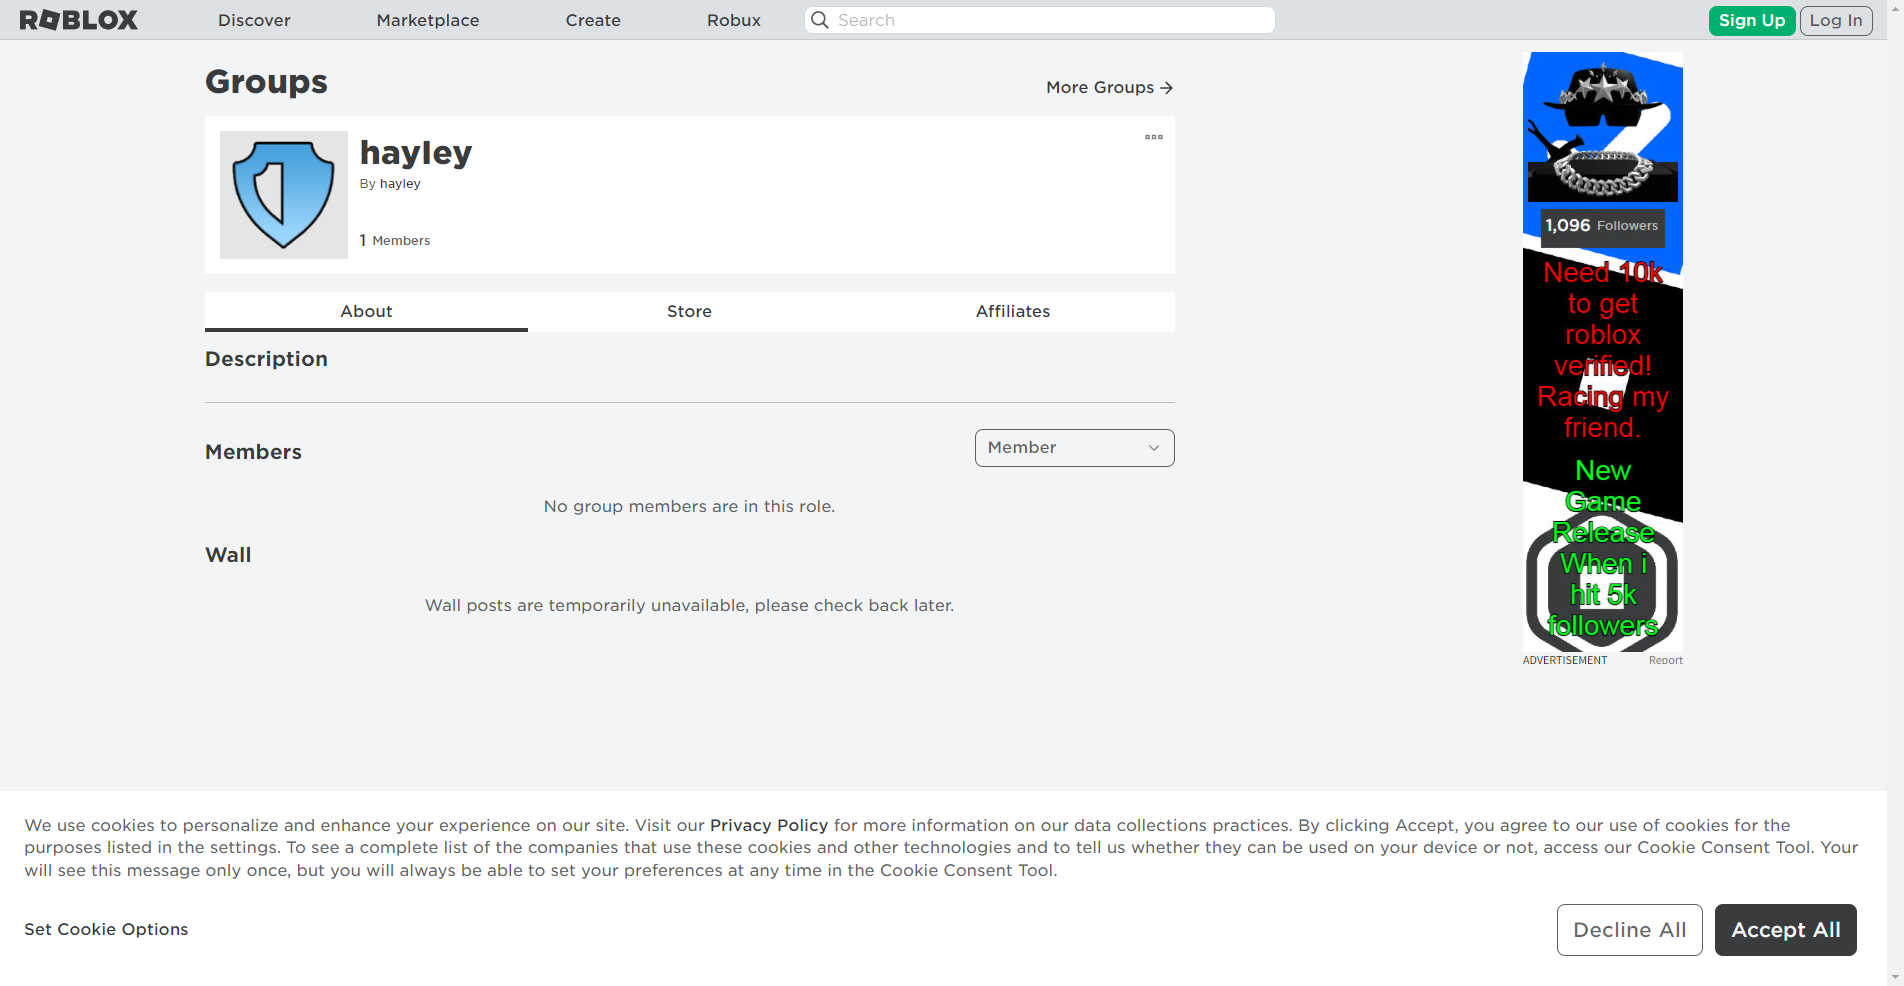 ROBLOX
Discover
Marketplace
Create
Robux
Search
Sign Up
Log In
Groups
More Groups
hayley
By hayley
1 Members
About
Store
Affiliates
Description
Members
Member
No group members are in this role.
Wall
Wall posts are temporarily unavailable, please check back later.
1,096 Followers
Need 10k
to get
roblox
verified!
Racing my
friend.
New
Game
Release
When i
hit 5k
followers
ADVERTISEMENT
Report
We use cookies to personalize and enhance your experience on our site. Visit our Privacy Policy for more information on our data collections practices. By clicking Accept, you agree to our use of cookies for the
purposes listed in the settings. To see a complete list of the companies that use these cookies and other technologies and to tell us whether they can be used on your device or not, access our Cookie Consent Tool. Your
will see this message only once, but you will always be able to set your preferences at any time in the Cookie Consent Tool.
Set Cookie Options
Decline All
Accept All